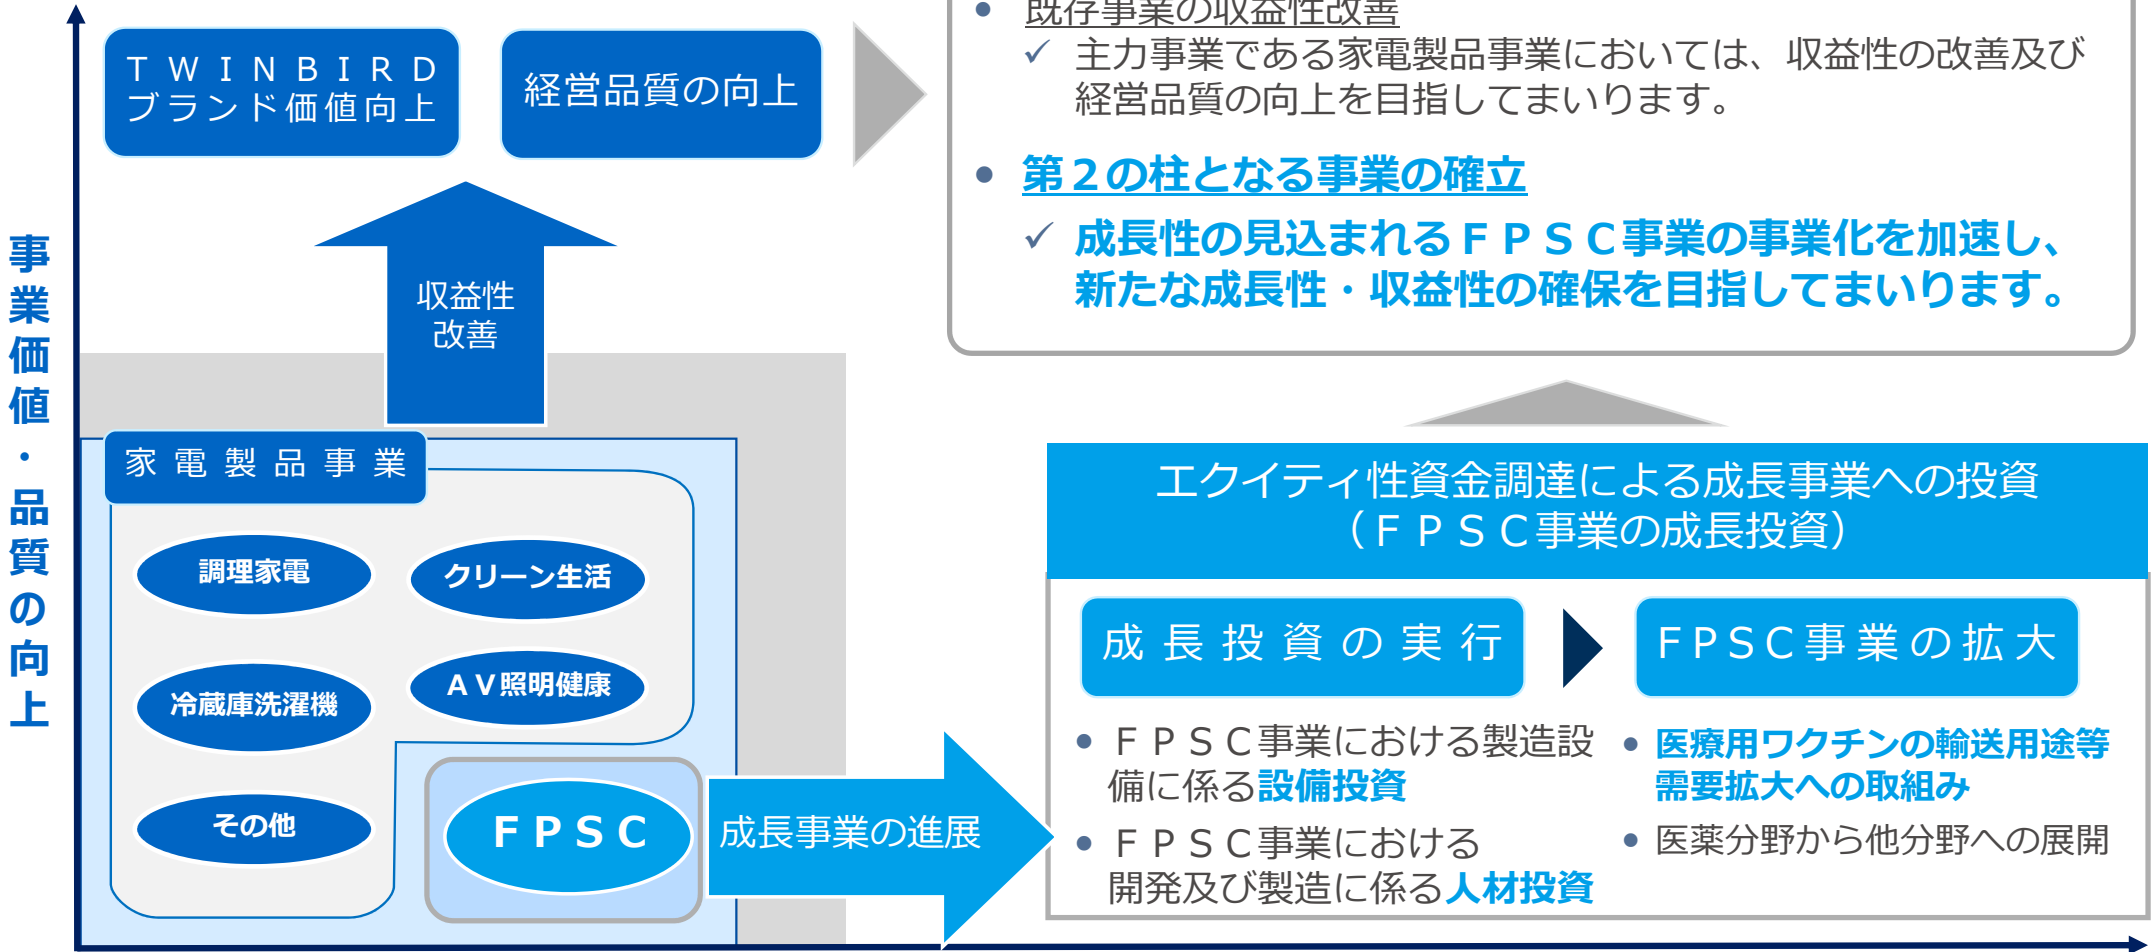 事業価値・品質の向上
ＴＷＩＮＢＩＲＤ
ブランド価値向上
経営品質の向上
収益性
改善
家電製品事業
調理家電
クリーン生活
冷蔵庫洗濯機
ＡＶ照明健康
その他
ＦＰＳＣ
成長事業の進展
● 既存事業の収益性改善
✓ 主力事業である家電製品事業においては、収益性の改善及び
経営品質の向上を目指してまいります。
● 第２の柱となる事業の確立
✓ 成長性の見込まれるＦＰＳＣ事業の事業化を加速し、
新たな成長性・収益性の確保を目指してまいります。
エクイティ性資金調達による成長事業への投資
（ＦＰＳＣ事業の成長投資）
成長投資の実行
● ＦＰＳＣ事業における製造設
備に係る設備投資
● ＦＰＳＣ事業における
開発及び製造に係る人材投資
FPSC事業の拡大
● 医療用ワクチンの輸送用途等
需要拡大への取組み
● 医薬分野から他分野への展開